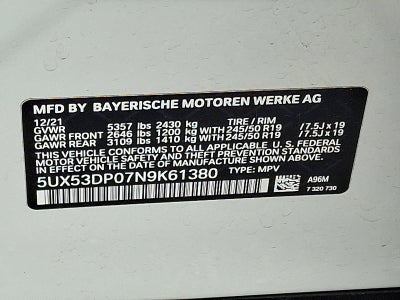 MFD BY BAYERISCHE MOTOREN WERKE AG
12/21 TIRE / RIM
GVWR 5357 lbs 2430 kg
GAWR FRONT 2646 lbs 1200 kg WITH 245/50 R19 / 7.5J x 19
GAWR REAR 3109 lbs 1410 kg WITH 245/50 R19 / 7.5J x 19
THIS VEHICLE CONFORMS TO ALL APPLICABLE U.S. FEDERAL
MOTOR VEHICLE SAFETY STANDARDS IN EFFECT
ON THE DATE OF MANUFACTURE SHOWN ABOVE.
5UX53DP07N9K61380 TYPE: MPV A96M
7 320 730